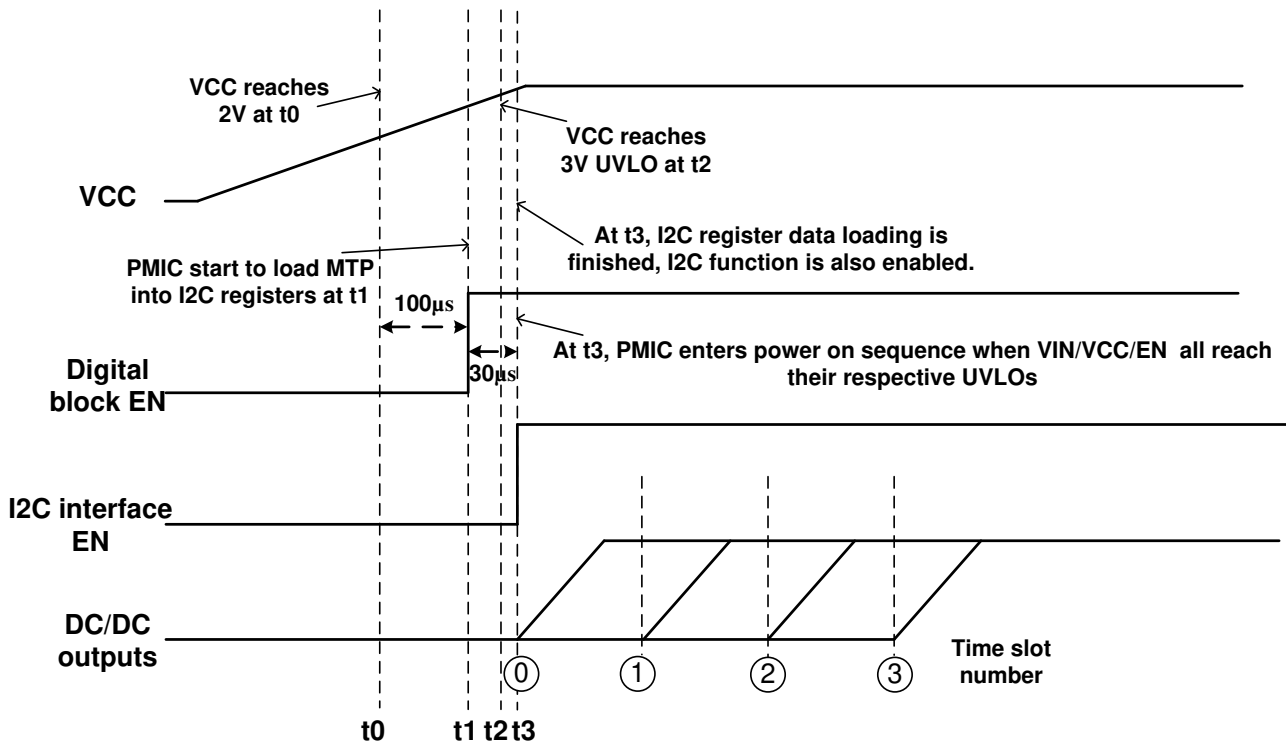 VCC reaches
2V at t0
VCC reaches
3V UVLO at t2
VCC
At t3, I2C register data loading is
finished, I2C function is also enabled.
PMIC start to load MTP
into I2C registers at t1
100μs
30μs
At t3, PMIC enters power on sequence when VIN/VCC/EN all reach
their respective UVLOs
Digital
block EN
I2C interface
EN
DC/DC
outputs
0
1
2
3
Time slot
number
t0
t1
t2
t3